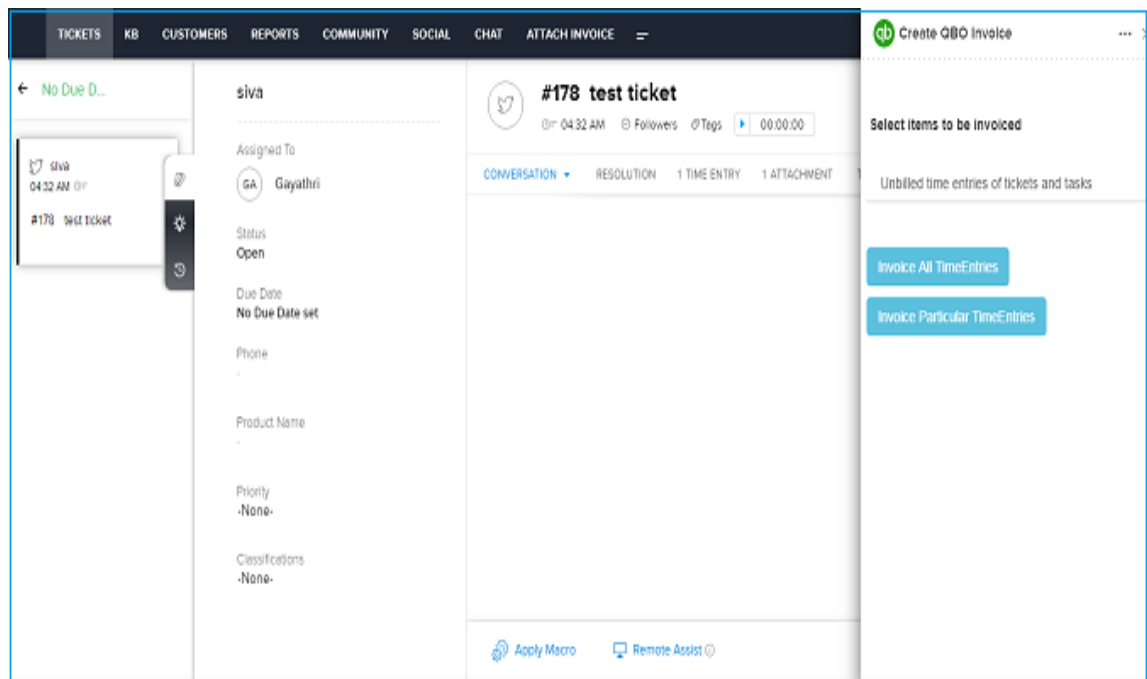 TICKETS KB CUSTOMERS REPORTS COMMUNITY SOCIAL CHAT ATTACH INVOICE
qb Create QBO Invoice
No Due D...
siva
04:32 AM
#178 test ticket
siva
Assigned To
GA Gayathri
Status
Open
Due Date
No Due Date set
Phone
-
Product Name
-
Priority
-None-
Classifications
-None-
#178 test ticket
04:32 AM Followers Tags 00:00:00
CONVERSATION RESOLUTION 1 TIME ENTRY 1 ATTACHMENT
Apply Macro Remote Assist
Select items to be invoiced
Unbilled time entries of tickets and tasks
Invoice All TimeEntries
Invoice Particular TimeEntries